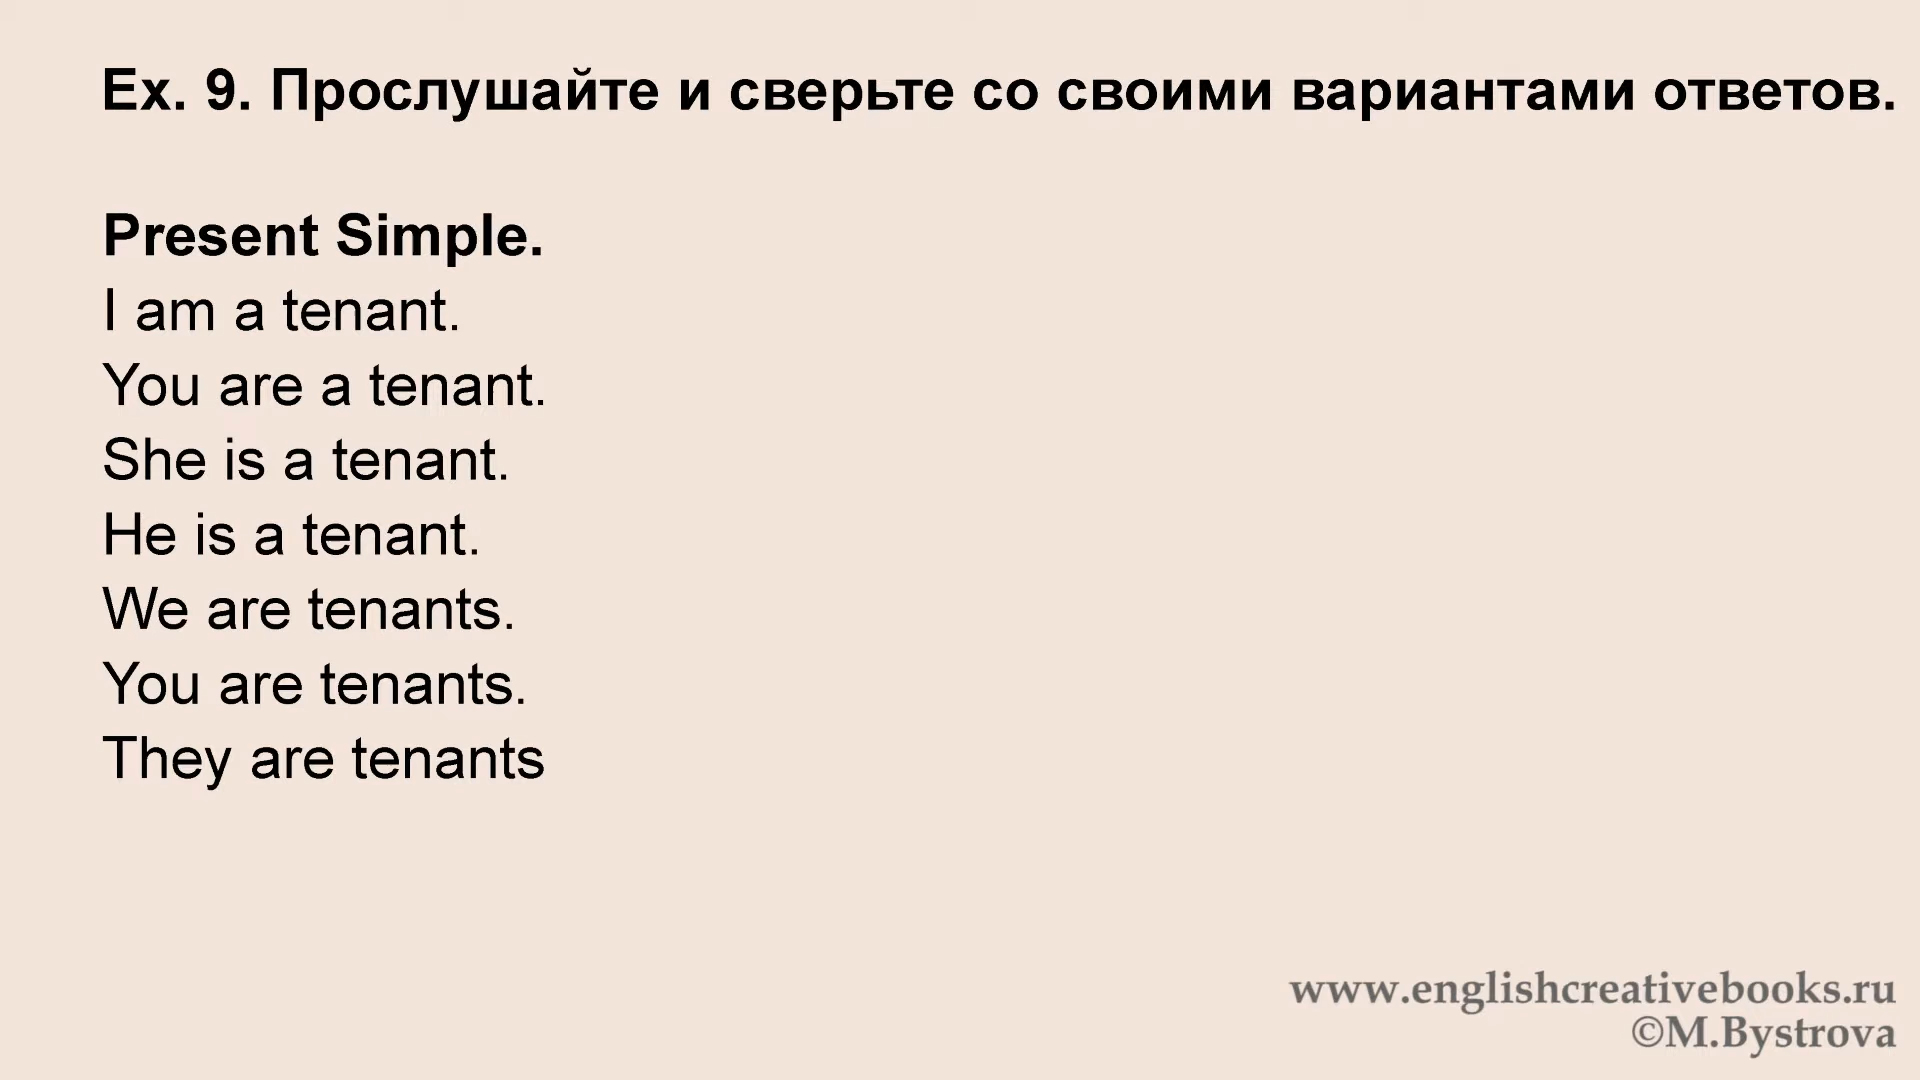 Ex. 9. Прослушайте и сверьте со своими вариантами ответов.
Present Simple.
I am a tenant.
You are a tenant.
She is a tenant.
He is a tenant.
We are tenants.
You are tenants.
They are tenants
www.englishcreativebooks.ru
©M.Bystrova